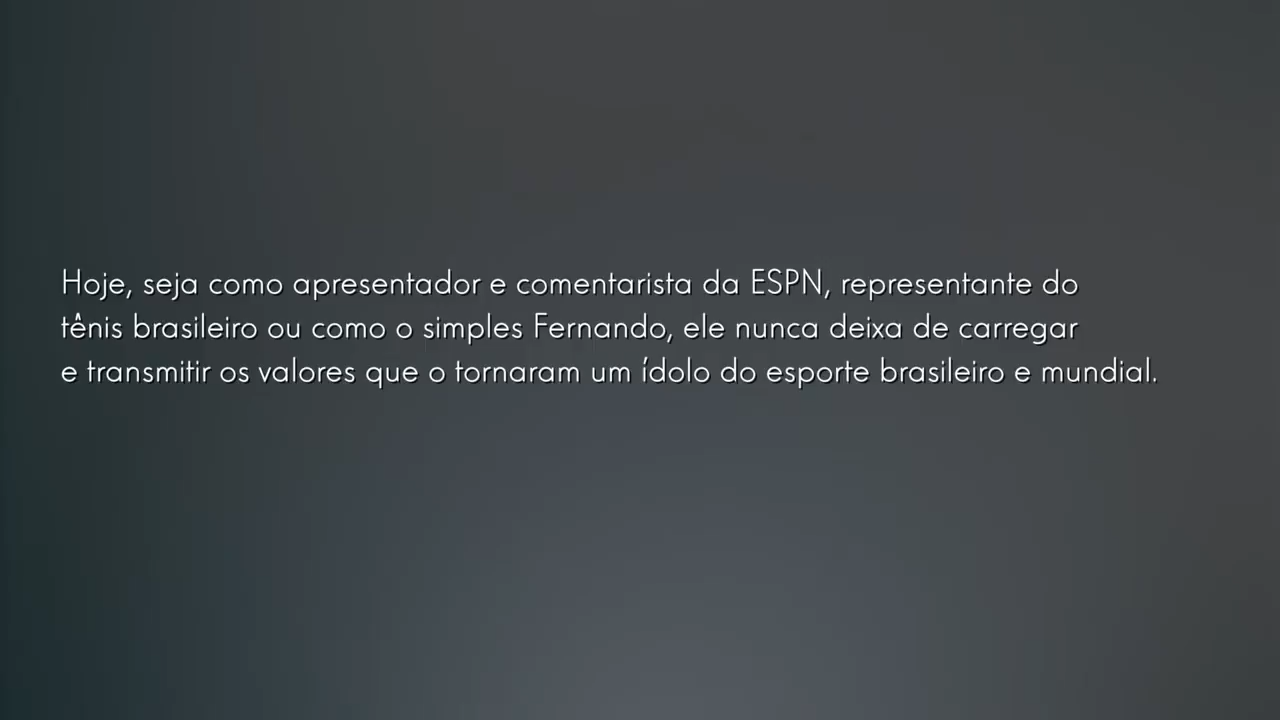 Hoje, seja como apresentador e comentarista da ESPN, representante do
tênis brasileiro ou como o simples Fernando, ele nunca deixa de carregar
e transmitir os valores que o tornaram um ídolo do esporte brasileiro e mundial.